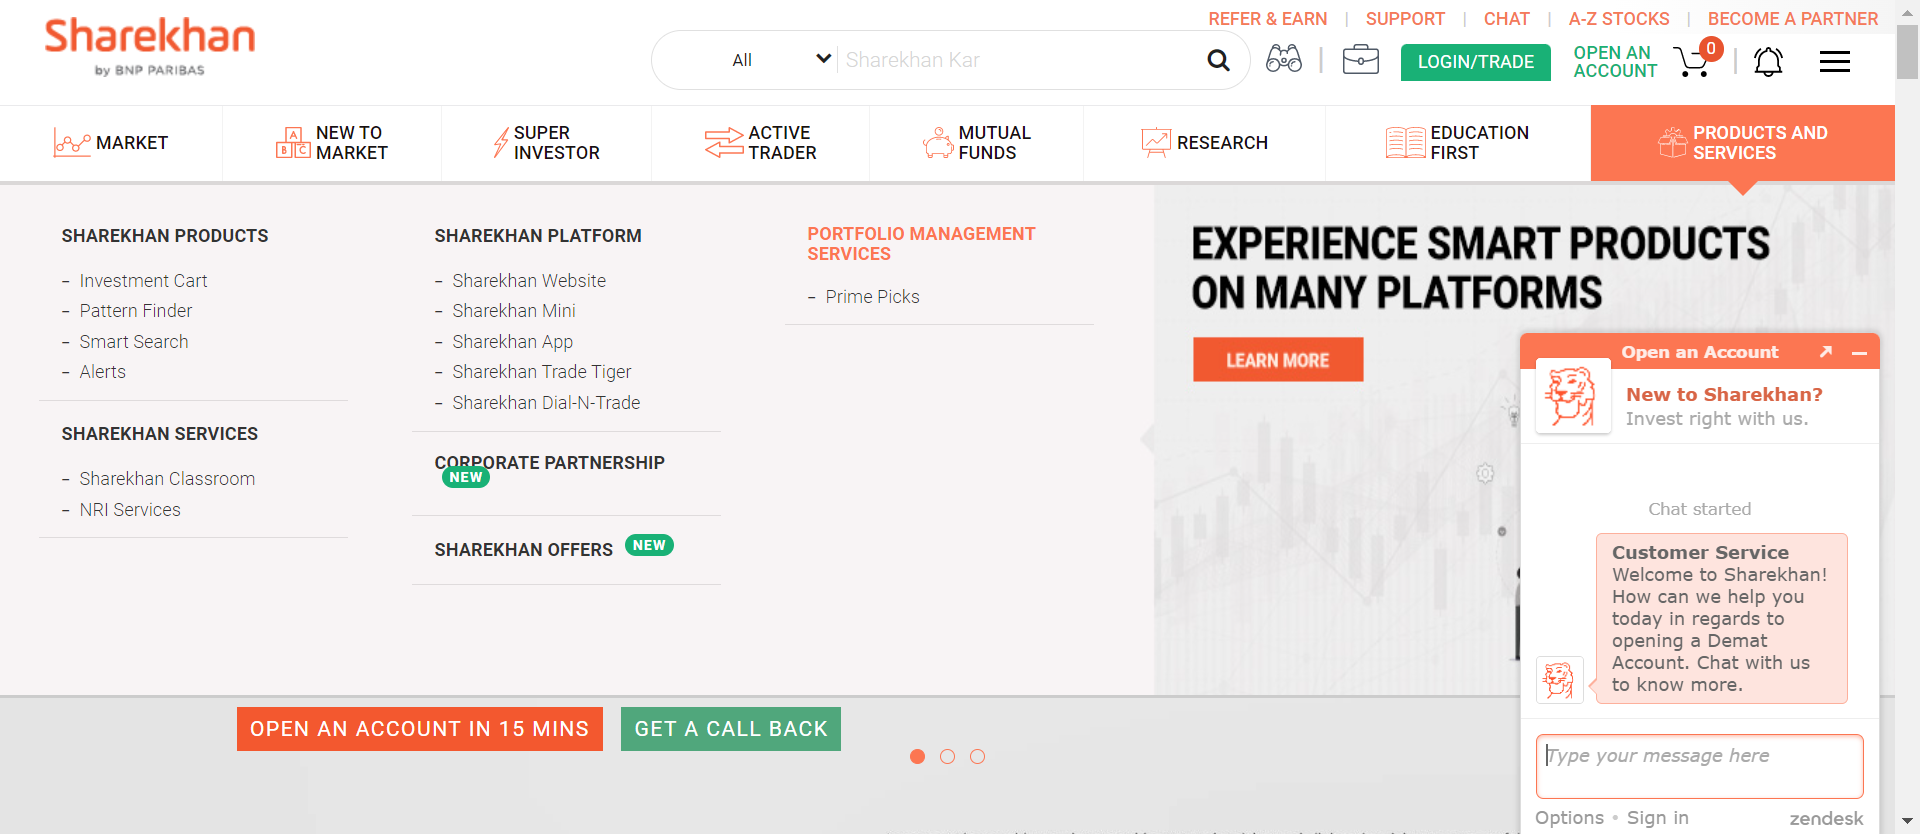 REFER & EARN | SUPPORT | CHAT | A-Z STOCKS | BECOME A PARTNER
Sharekhan
by BNP PARIBAS
All
Sharekhan Kar
LOGIN/TRADE
OPEN AN
ACCOUNT
0
MARKET
NEW TO
MARKET
SUPER
INVESTOR
ACTIVE
TRADER
MUTUAL
FUNDS
RESEARCH
EDUCATION
FIRST
PRODUCTS AND
SERVICES
SHAREKHAN PRODUCTS
- Investment Cart
- Pattern Finder
- Smart Search
- Alerts
SHAREKHAN SERVICES
- Sharekhan Classroom
- NRI Services
SHAREKHAN PLATFORM
- Sharekhan Website
- Sharekhan Mini
- Sharekhan App
- Sharekhan Trade Tiger
- Sharekhan Dial-N-Trade
CORPORATE PARTNERSHIP
NEW
SHAREKHAN OFFERS NEW
PORTFOLIO MANAGEMENT
SERVICES
- Prime Picks
EXPERIENCE SMART PRODUCTS
ON MANY PLATFORMS
LEARN MORE
OPEN AN ACCOUNT IN 15 MINS
GET A CALL BACK
Open an Account
New to Sharekhan?
Invest right with us.
Chat started
Customer Service
Welcome to Sharekhan!
How can we help you
today in regards to
opening a Demat
Account. Chat with us
to know more.
Type your message here
Options • Sign in
zendesk